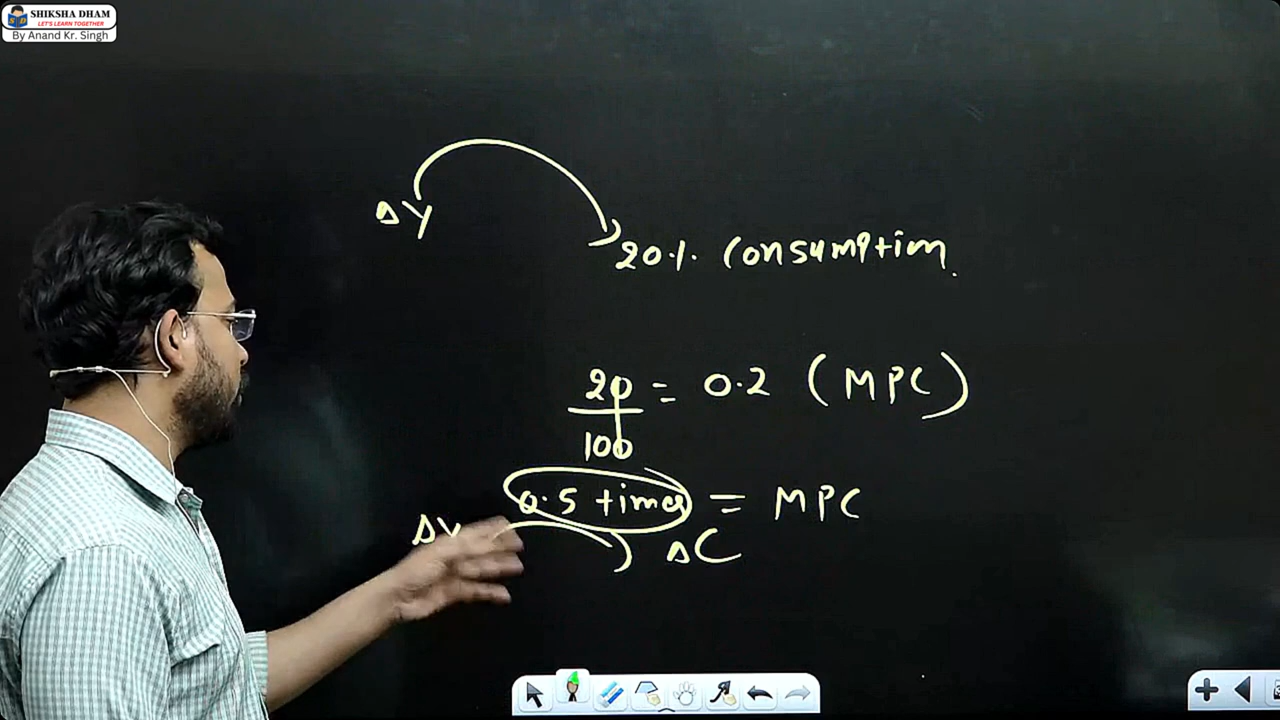 SHIKSHA DHAM
LET'S LEARN TOGETHER
By Anand Kr. Singh
ΔY
20%. Consumption
20/100 = 0.2 (MPC)
0.5 times = MPC
ΔY ΔC